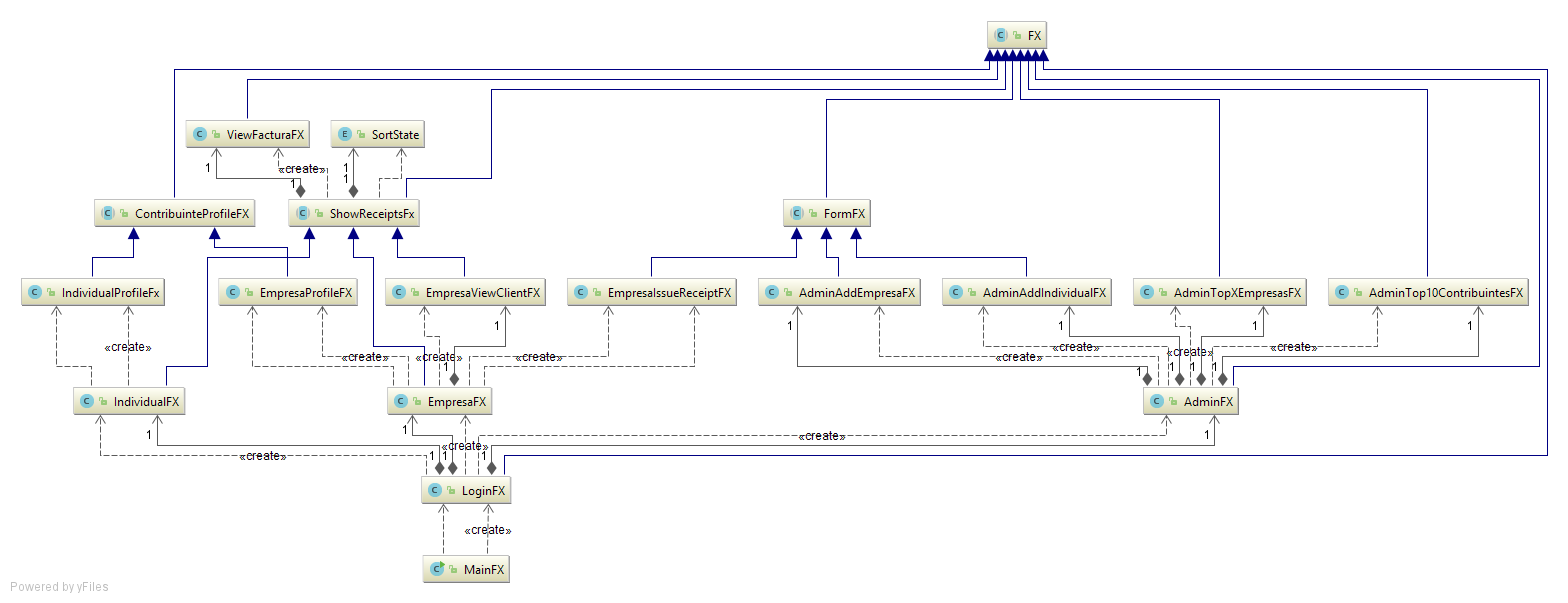 FX
ViewFacturaFX
SortState
1
1
«create»
1
1
ContribuinteProfileFX
ShowReceiptsFx
FormFX
IndividualProfileFx
EmpresaProfileFX
EmpresaViewClientFX
EmpresaIssueReceiptFX
AdminAddEmpresaFX
AdminAddIndividualFX
AdminTopXEmpresasFX
AdminTop10ContribuintesFX
1
1
1
1
1
«create»
«create»
«create»
«create»
«create»
«create»
«create»
«create»
1
1
1
1
1
IndividualFX
EmpresaFX
AdminFX
1
1
1
«create»
«create»
«create»
1
1
1
LoginFX
«create»
MainFX
Powered by yFiles